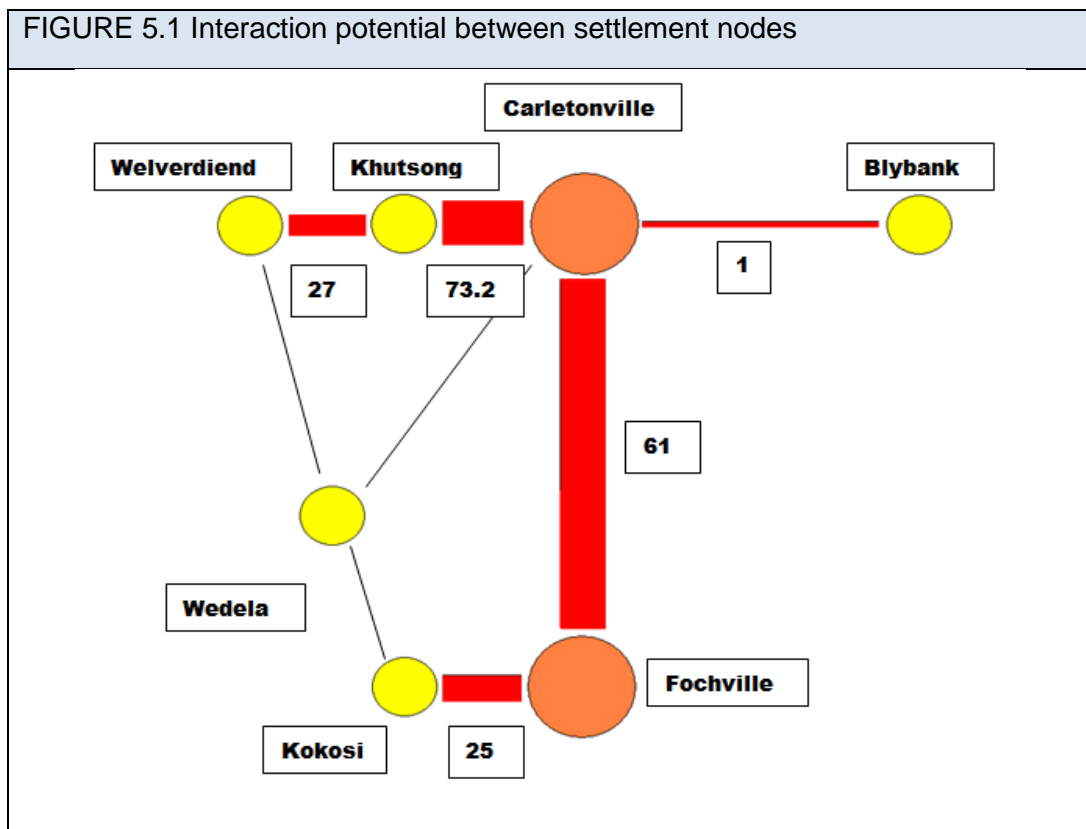 FIGURE 5.1 Interaction potential between settlement nodes
Carletonville
Welverdiend
Khutsong
Blybank
27
73.2
1
61
Wedela
Fochville
Kokosi
25